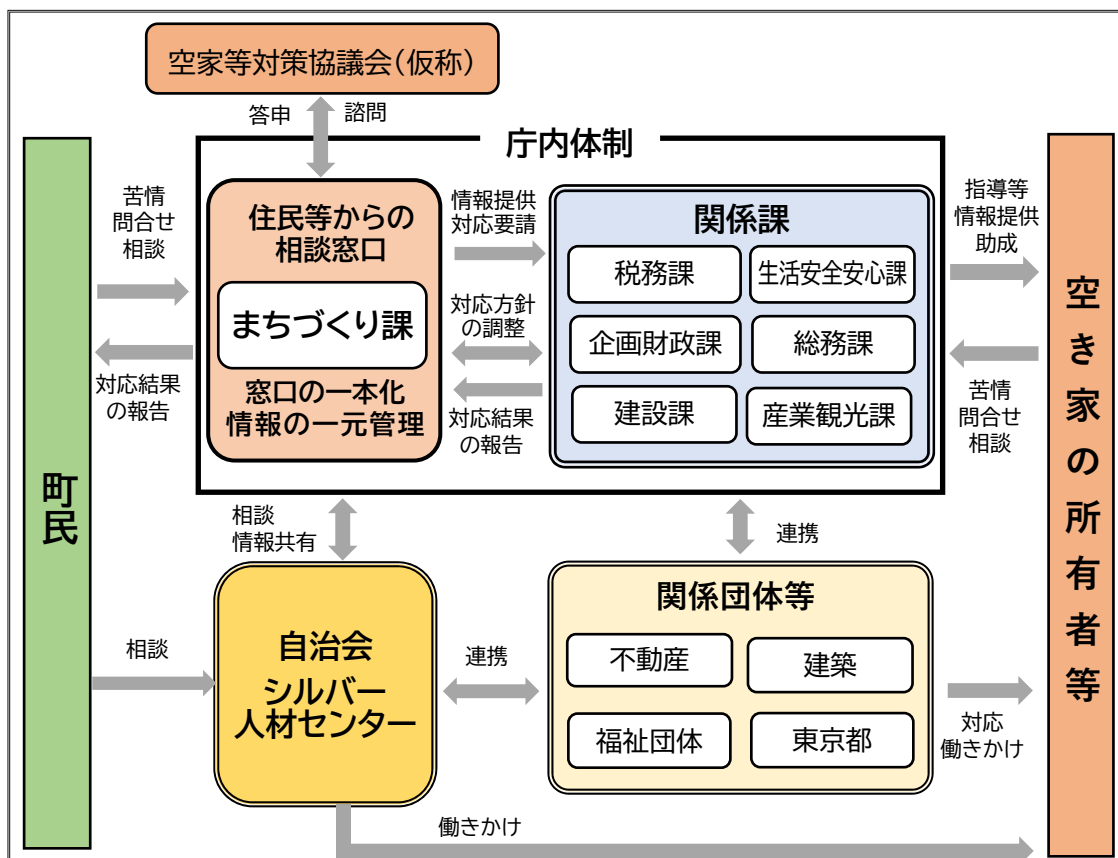 空家等対策協議会(仮称)
答申
諮問
庁内体制
町民
苦情
問合せ
相談
対応結果
の報告
住民等からの
相談窓口
まちづくり課
窓口の一本化
情報の一元管理
情報提供
対応要請
対応方針
の調整
対応結果
の報告
関係課
税務課
生活安全安心課
企画財政課
総務課
建設課
産業観光課
指導等
情報提供
助成
苦情
問合せ
相談
空き家の所有者等
相談
情報共有
連携
相談
自治会
シルバー
人材センター
連携
関係団体等
不動産
建築
福祉団体
東京都
対応
働きかけ
働きかけ